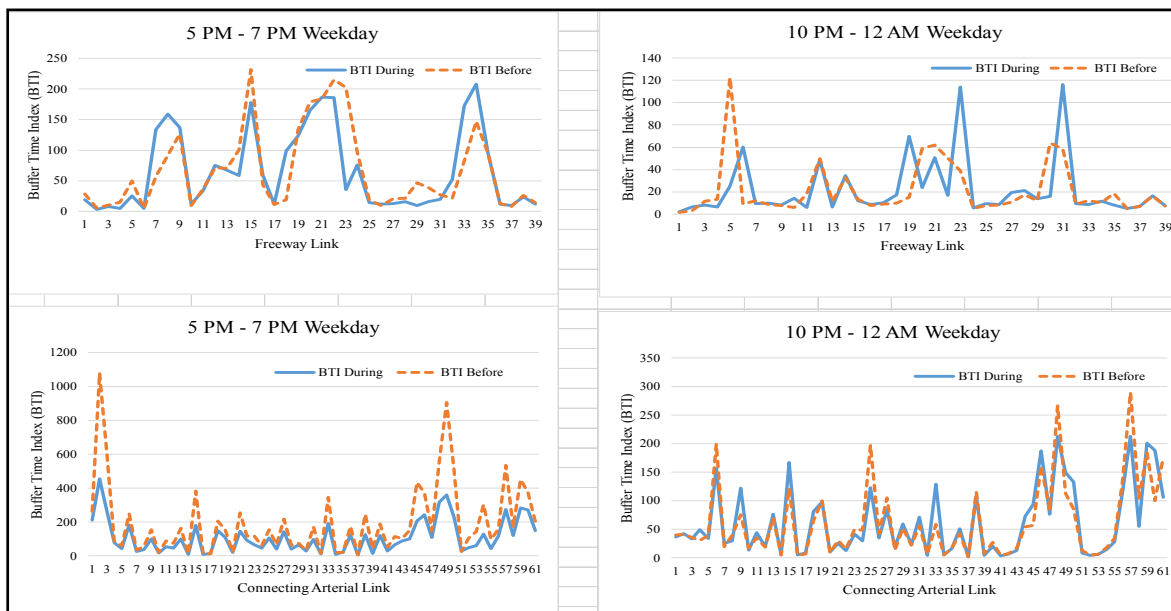 5 PM - 7 PM Weekday
BTI During BTI Before
Buffer Time Index (BTI)
250
200
150
100
50
0
1 3 5 7 9 11 13 15 17 19 21 23 25 27 29 31 33 35 37 39
Freeway Link
10 PM - 12 AM Weekday
BTI During BTI Before
Buffer Time Index (BTI)
140
120
100
80
60
40
20
0
1 3 5 7 9 11 13 15 17 19 21 23 25 27 29 31 33 35 37 39
Freeway Link
5 PM - 7 PM Weekday
BTI During BTI Before
Buffer Time Index (BTI)
1200
1000
800
600
400
200
0
1 3 5 7 9 11 13 15 17 19 21 23 25 27 29 31 33 35 37 39 41 43 45 47 49 51 53 55 57 59 61
Connecting Arterial Link
10 PM - 12 AM Weekday
BTI During BTI Before
Buffer Time Index (BTI)
350
300
250
200
150
100
50
0
1 3 5 7 9 11 13 15 17 19 21 23 25 27 29 31 33 35 37 39 41 43 45 47 49 51 53 55 57 59 61
Connecting Arterial Link